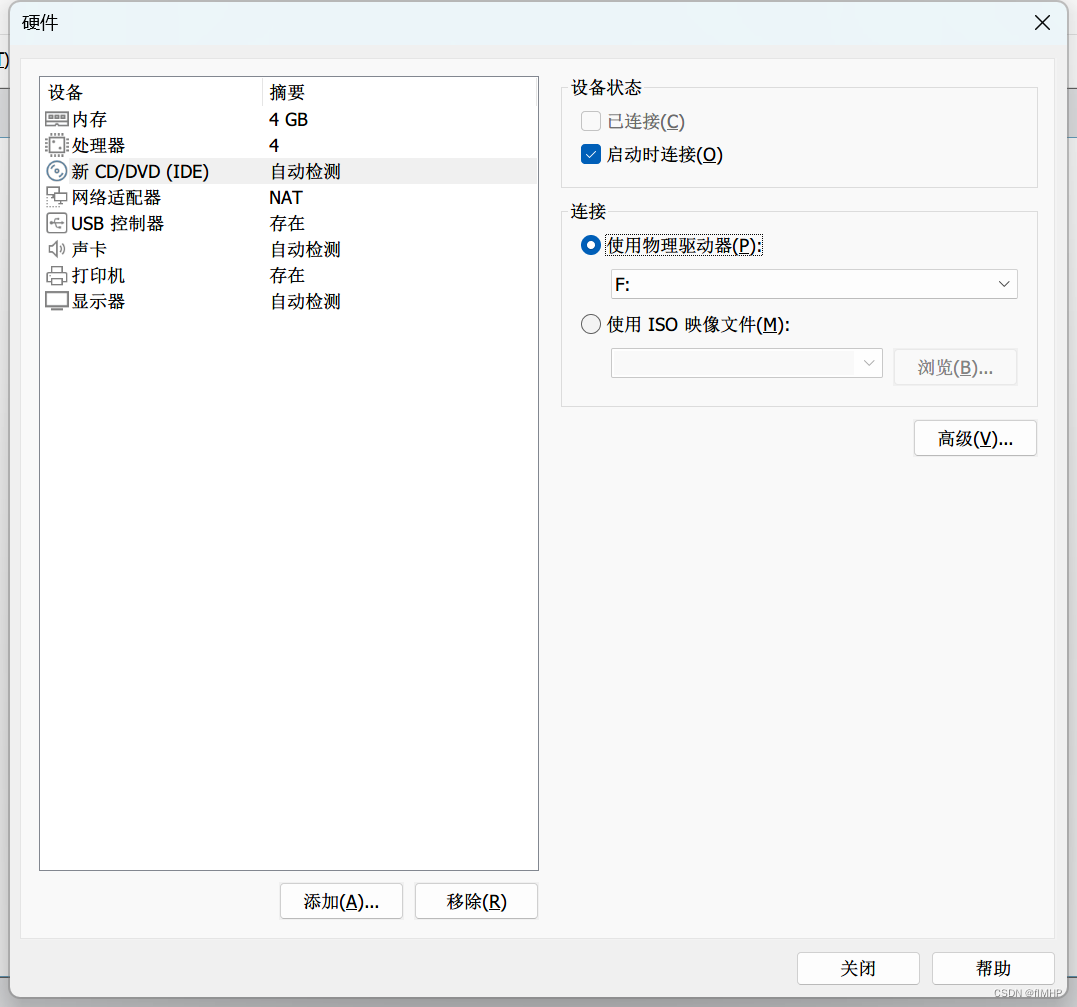 硬件
T)
设备 摘要
内存 4 GB
处理器 4
新 CD/DVD (IDE) 自动检测
网络适配器 NAT
USB 控制器 存在
声卡 自动检测
打印机 存在
显示器 自动检测
添加(A)...
移除(R)
设备状态
已连接(C)
启动时连接(O)
连接
使用物理驱动器(P):
F:
使用 ISO 映像文件(M):
浏览(B)...
高级(V)...
关闭
帮助
CSDN @flMHP